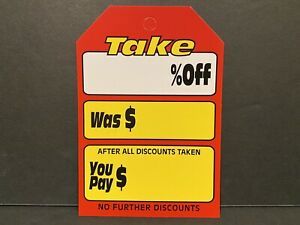 Take
%Off
Was $
AFTER ALL DISCOUNTS TAKEN
You
Pay $
NO FURTHER DISCOUNTS